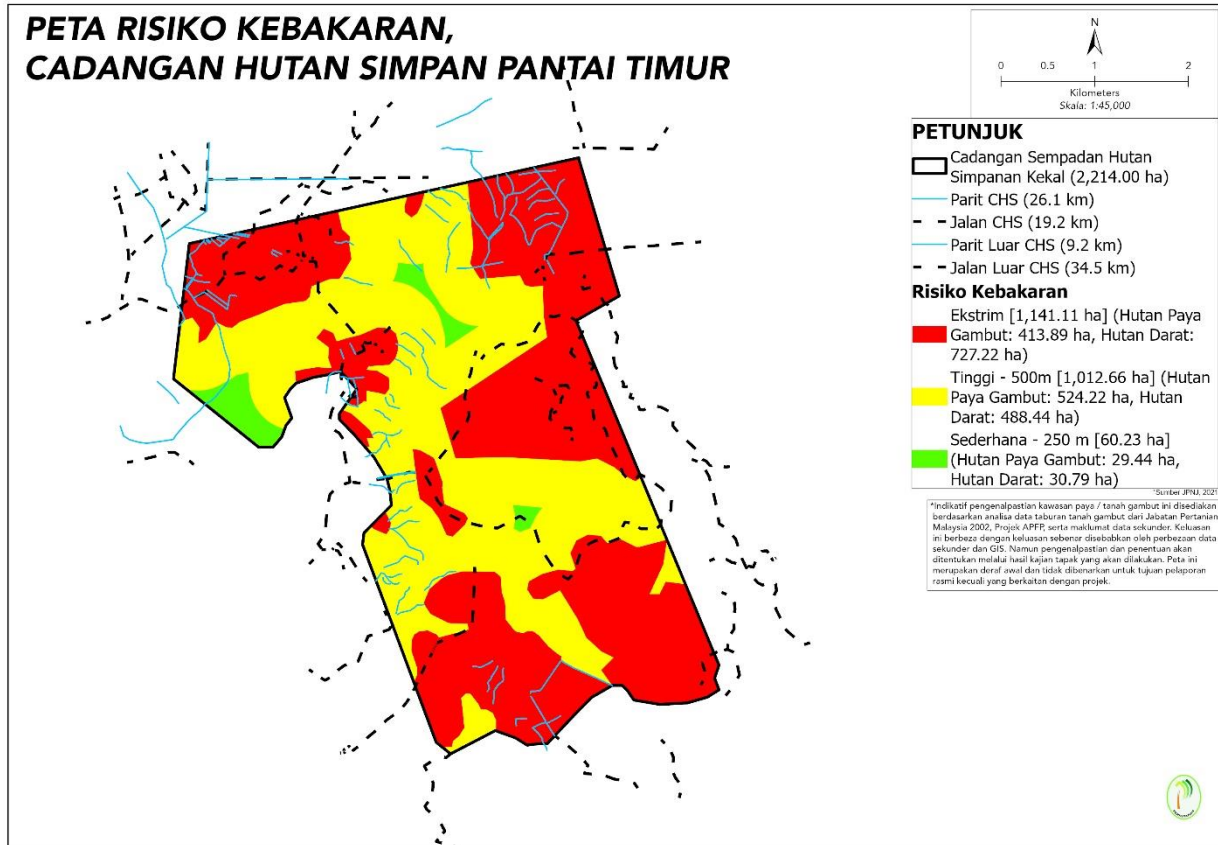 PETA RISIKO KEBAKARAN,
CADANGAN HUTAN SIMPAN PANTAI TIMUR
N
0 0.5 1 2
Kilometers
Skala: 1:45,000
PETUNJUK
Cadangan Sempadan Hutan
Simpanan Kekal (2,214.00 ha)
Parit CHS (26.1 km)
Jalan CHS (19.2 km)
Parit Luar CHS (9.2 km)
Jalan Luar CHS (34.5 km)
Risiko Kebakaran
Ekstrim [1,141.11 ha] (Hutan Paya
Gambut: 413.89 ha, Hutan Darat:
727.22 ha)
Tinggi - 500m [1,012.66 ha] (Hutan
Paya Gambut: 524.22 ha, Hutan
Darat: 488.44 ha)
Sederhana - 250 m [60.23 ha]
(Hutan Paya Gambut: 29.44 ha,
Hutan Darat: 30.79 ha)
*Sumber JPNJ, 2021
*Indikatif pengenalpastian kawasan paya / tanah gambut ini disediakan
berdasarkan analisa data taburan tanah gambut dari Jabatan Pertanian
Malaysia 2002, Projek APFP, serta maklumat data sekunder. Keluasan
ini berbeza dengan keluasan sebenar disebabkan oleh perbezaan data
sekunder dan GIS. Namun pengenalpastian dan penentuan akan
ditentukan melalui hasil kajian tapak yang akan dilakukan. Peta ini
merupakan deraf awal dan tidak dibenarkan untuk tujuan pelaporan
rasmi kecuali yang berkaitan dengan projek.